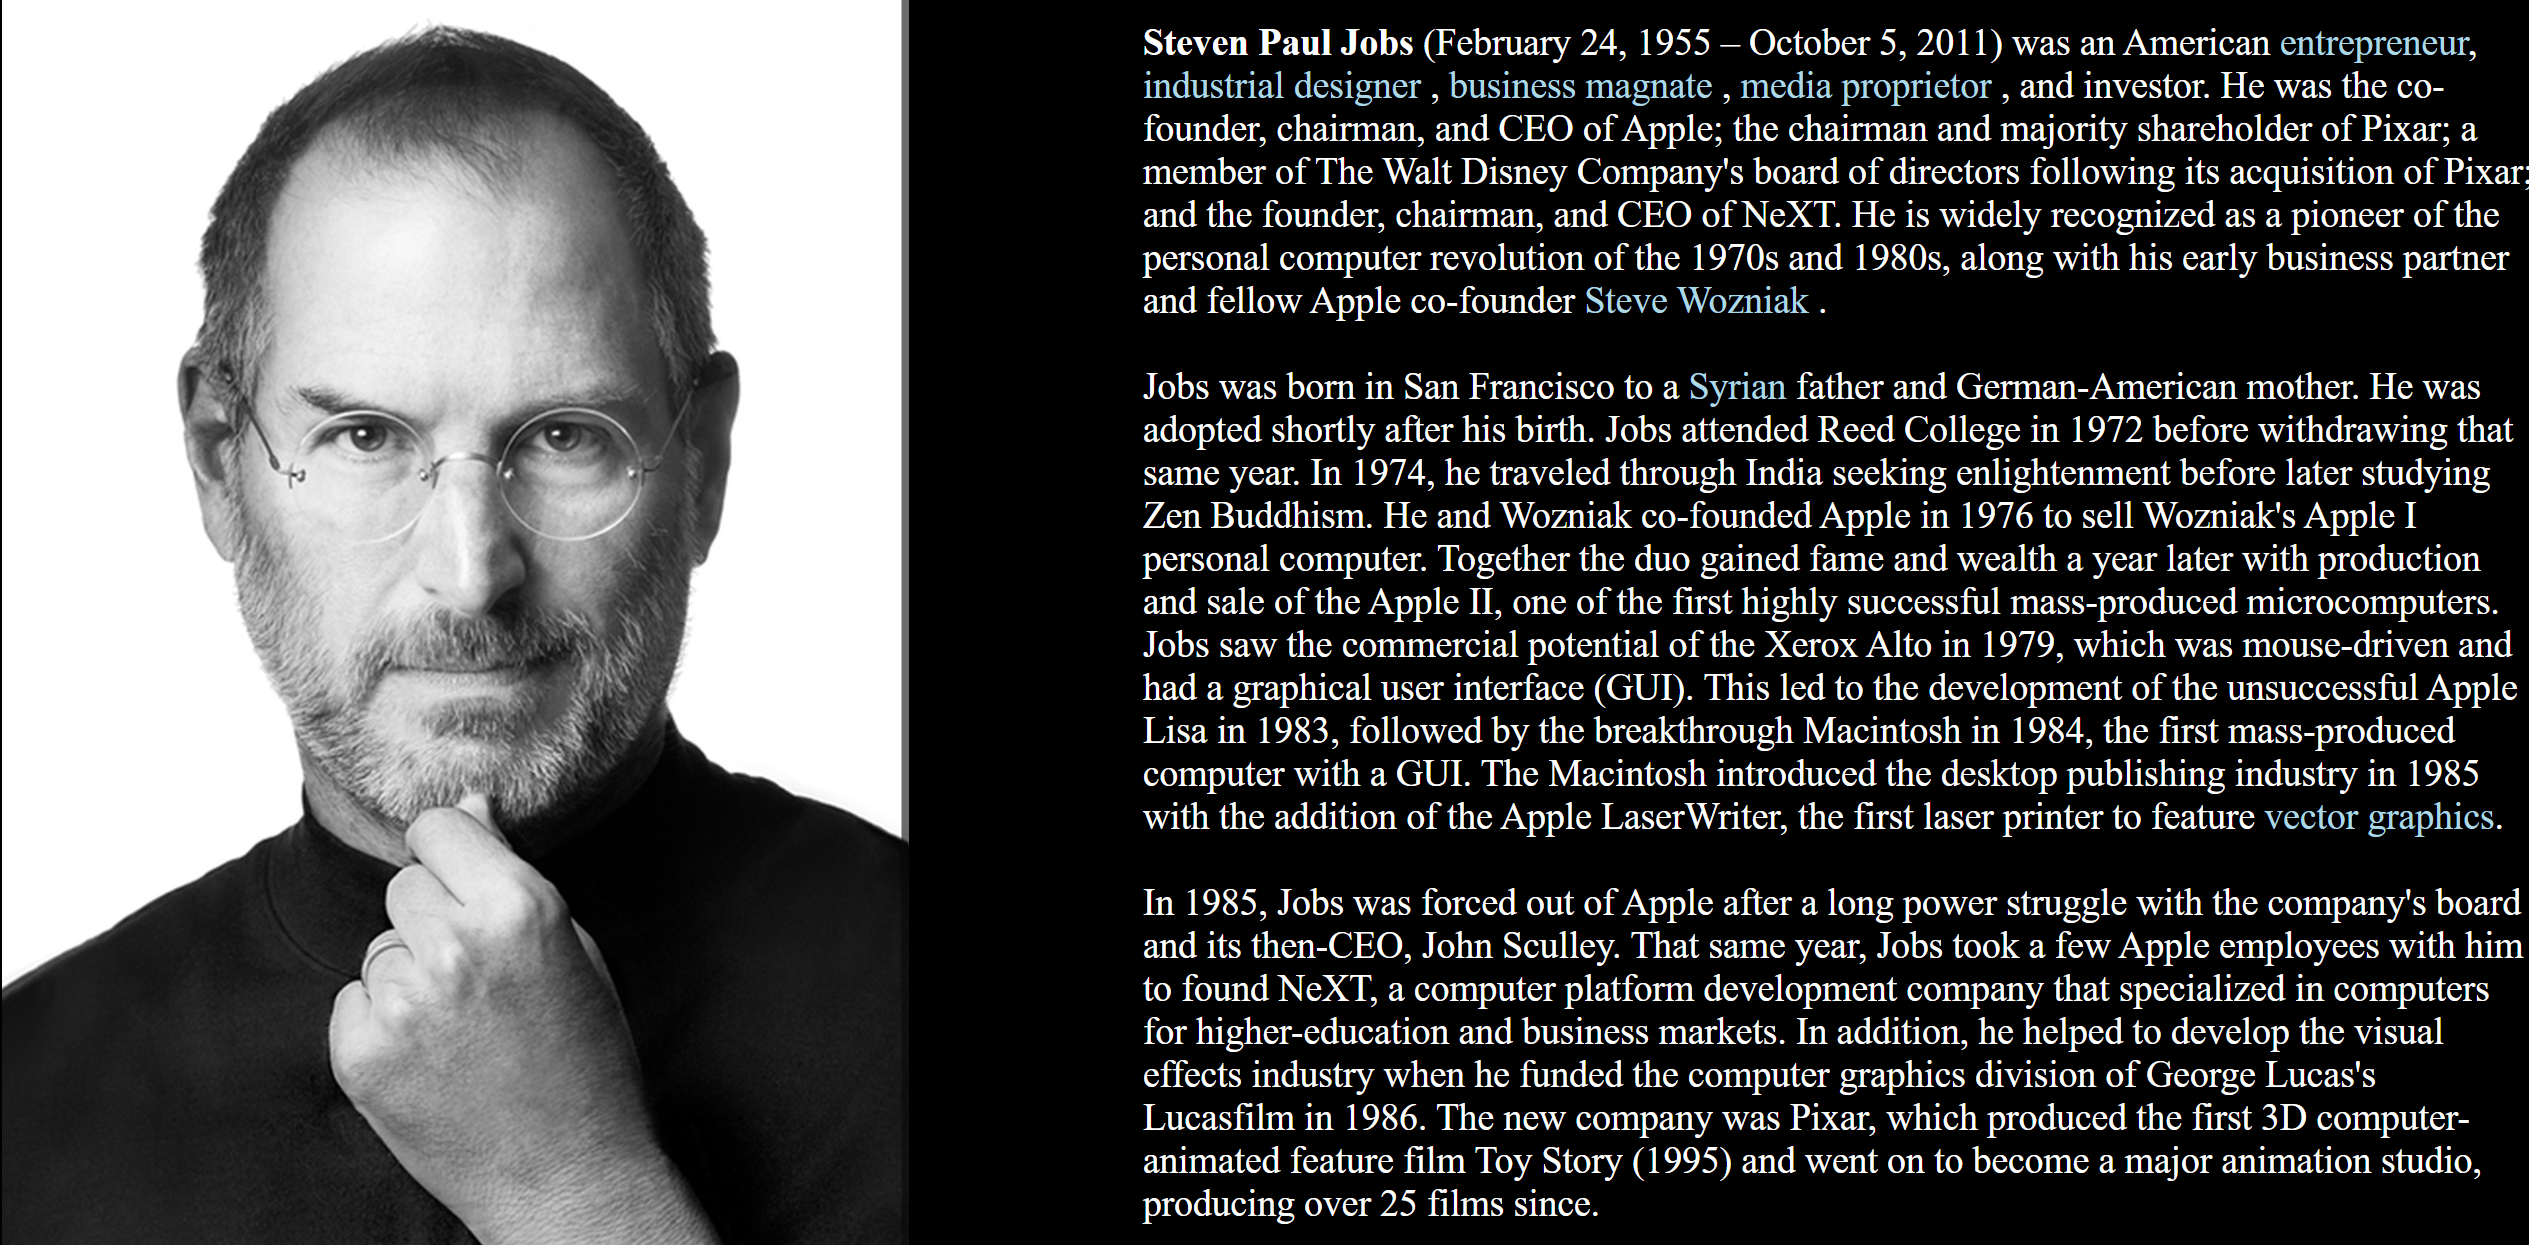 Steven Paul Jobs (February 24, 1955 – October 5, 2011) was an American entrepreneur,
industrial designer , business magnate , media proprietor , and investor. He was the co-
founder, chairman, and CEO of Apple; the chairman and majority shareholder of Pixar; a
member of The Walt Disney Company's board of directors following its acquisition of Pixar;
and the founder, chairman, and CEO of NeXT. He is widely recognized as a pioneer of the
personal computer revolution of the 1970s and 1980s, along with his early business partner
and fellow Apple co-founder Steve Wozniak .
Jobs was born in San Francisco to a Syrian father and German-American mother. He was
adopted shortly after his birth. Jobs attended Reed College in 1972 before withdrawing that
same year. In 1974, he traveled through India seeking enlightenment before later studying
Zen Buddhism. He and Wozniak co-founded Apple in 1976 to sell Wozniak's Apple I
personal computer. Together the duo gained fame and wealth a year later with production
and sale of the Apple II, one of the first highly successful mass-produced microcomputers.
Jobs saw the commercial potential of the Xerox Alto in 1979, which was mouse-driven and
had a graphical user interface (GUI). This led to the development of the unsuccessful Apple
Lisa in 1983, followed by the breakthrough Macintosh in 1984, the first mass-produced
computer with a GUI. The Macintosh introduced the desktop publishing industry in 1985
with the addition of the Apple LaserWriter, the first laser printer to feature vector graphics.
In 1985, Jobs was forced out of Apple after a long power struggle with the company's board
and its then-CEO, John Sculley. That same year, Jobs took a few Apple employees with him
to found NeXT, a computer platform development company that specialized in computers
for higher-education and business markets. In addition, he helped to develop the visual
effects industry when he funded the computer graphics division of George Lucas's
Lucasfilm in 1986. The new company was Pixar, which produced the first 3D computer-
animated feature film Toy Story (1995) and went on to become a major animation studio,
producing over 25 films since.